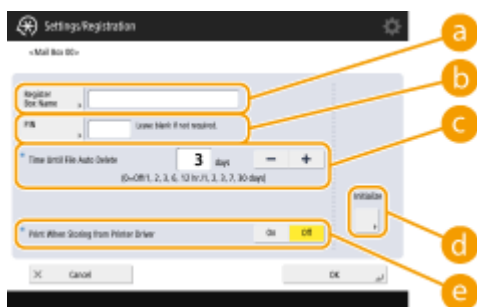 Settings/Registration
<Mail Box 00>
a
Register
Box Name
b
PIN
Leave blank if not required.
c
Time Until File Auto Delete
3 days - +
(0=Off/1, 2, 3, 6, 12 hr./1, 2, 3, 7, 30 days)
Initialize
d
Print When Storing from Printer Driver
On Off
e
Cancel
OK